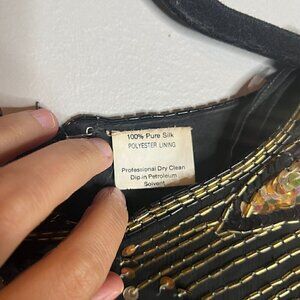 100% Pure Silk
POLYESTER LINING
Professional Dry Clean
Dip in Petroleum
Solvent